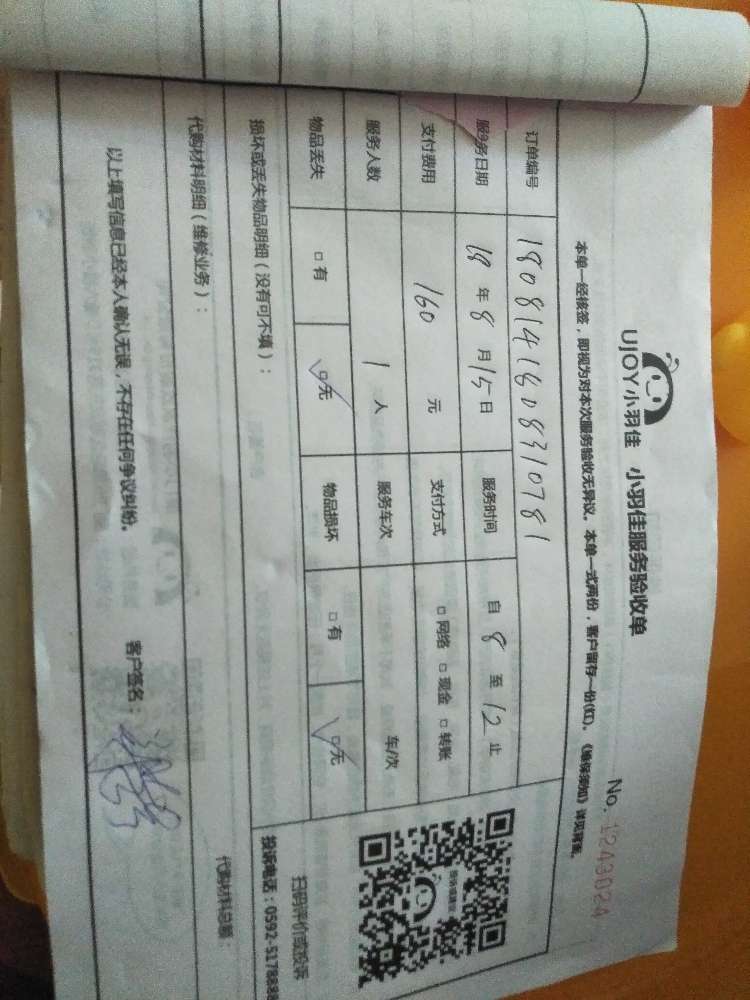 UJOY小羽佳 小羽佳服务验收单
No. 12430024
本单一经核签，即视为对本次服务验收无异议。本单一式两份，客户留存一份(红)。《维保须知》详见背面。
订单编号 180814180831078 1
服务日期 18 年 8 月 15 日 服务时间 自 8 至 12 止
支付费用 160 元 支付方式 □ 网络 □ 现金 □ 转账
服务人数 1 人 服务车次 车/次
物品丢失 □ 有 ☑ 无 物品损坏 □ 有 ☑ 无
扫码评价或投诉
投诉电话：0592-5178888
损坏或丢失物品明细（没有可不填）：
代购材料明细（维修业务）：
代购材料总额：
以上填写信息已经本人确认无误，不存在任何争议纠纷。
客户签名：